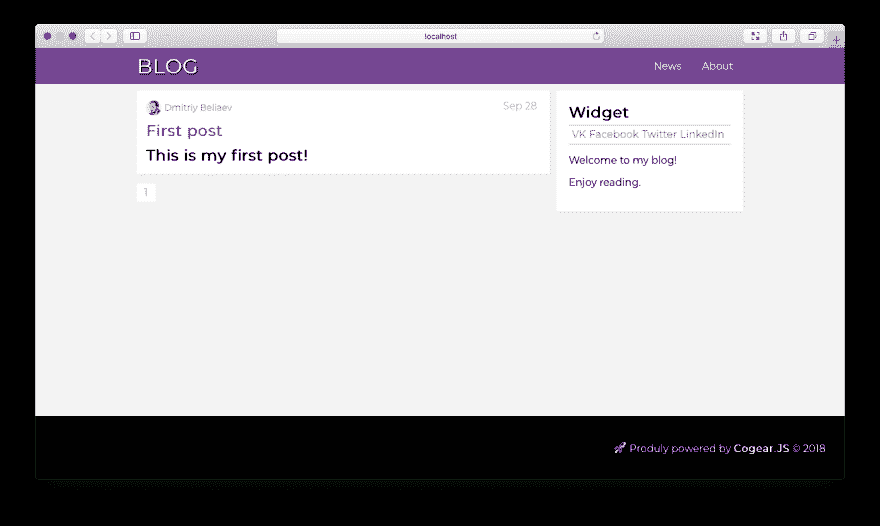 localhost
BLOG
News About
Dmitriy Beliaev
Sep 28
First post
This is my first post!
1
Widget
VK Facebook Twitter LinkedIn
Welcome to my blog!
Enjoy reading.
Produly powered by Cogear.JS © 2018